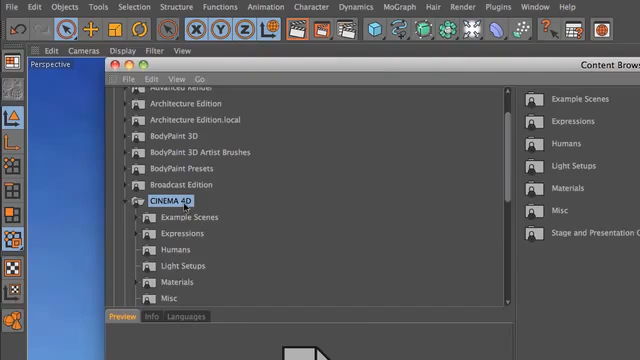 Edit Objects Tools Selection Structure Functions Animation Character Dynamics MoGraph Hair Render Plugins Window Help
Edit Cameras Display Filter View
Perspective
Content Brow
File Edit View Go
Advanced Render
Architecture Edition
Architecture Edition.local
BodyPaint 3D
BodyPaint 3D Artist Brushes
BodyPaint Presets
Broadcast Edition
CINEMA 4D
Example Scenes
Expressions
Humans
Light Setups
Materials
Misc
Example Scenes
Expressions
Humans
Light Setups
Materials
Misc
Stage and Presentation C
Preview Info Languages
X Y Z